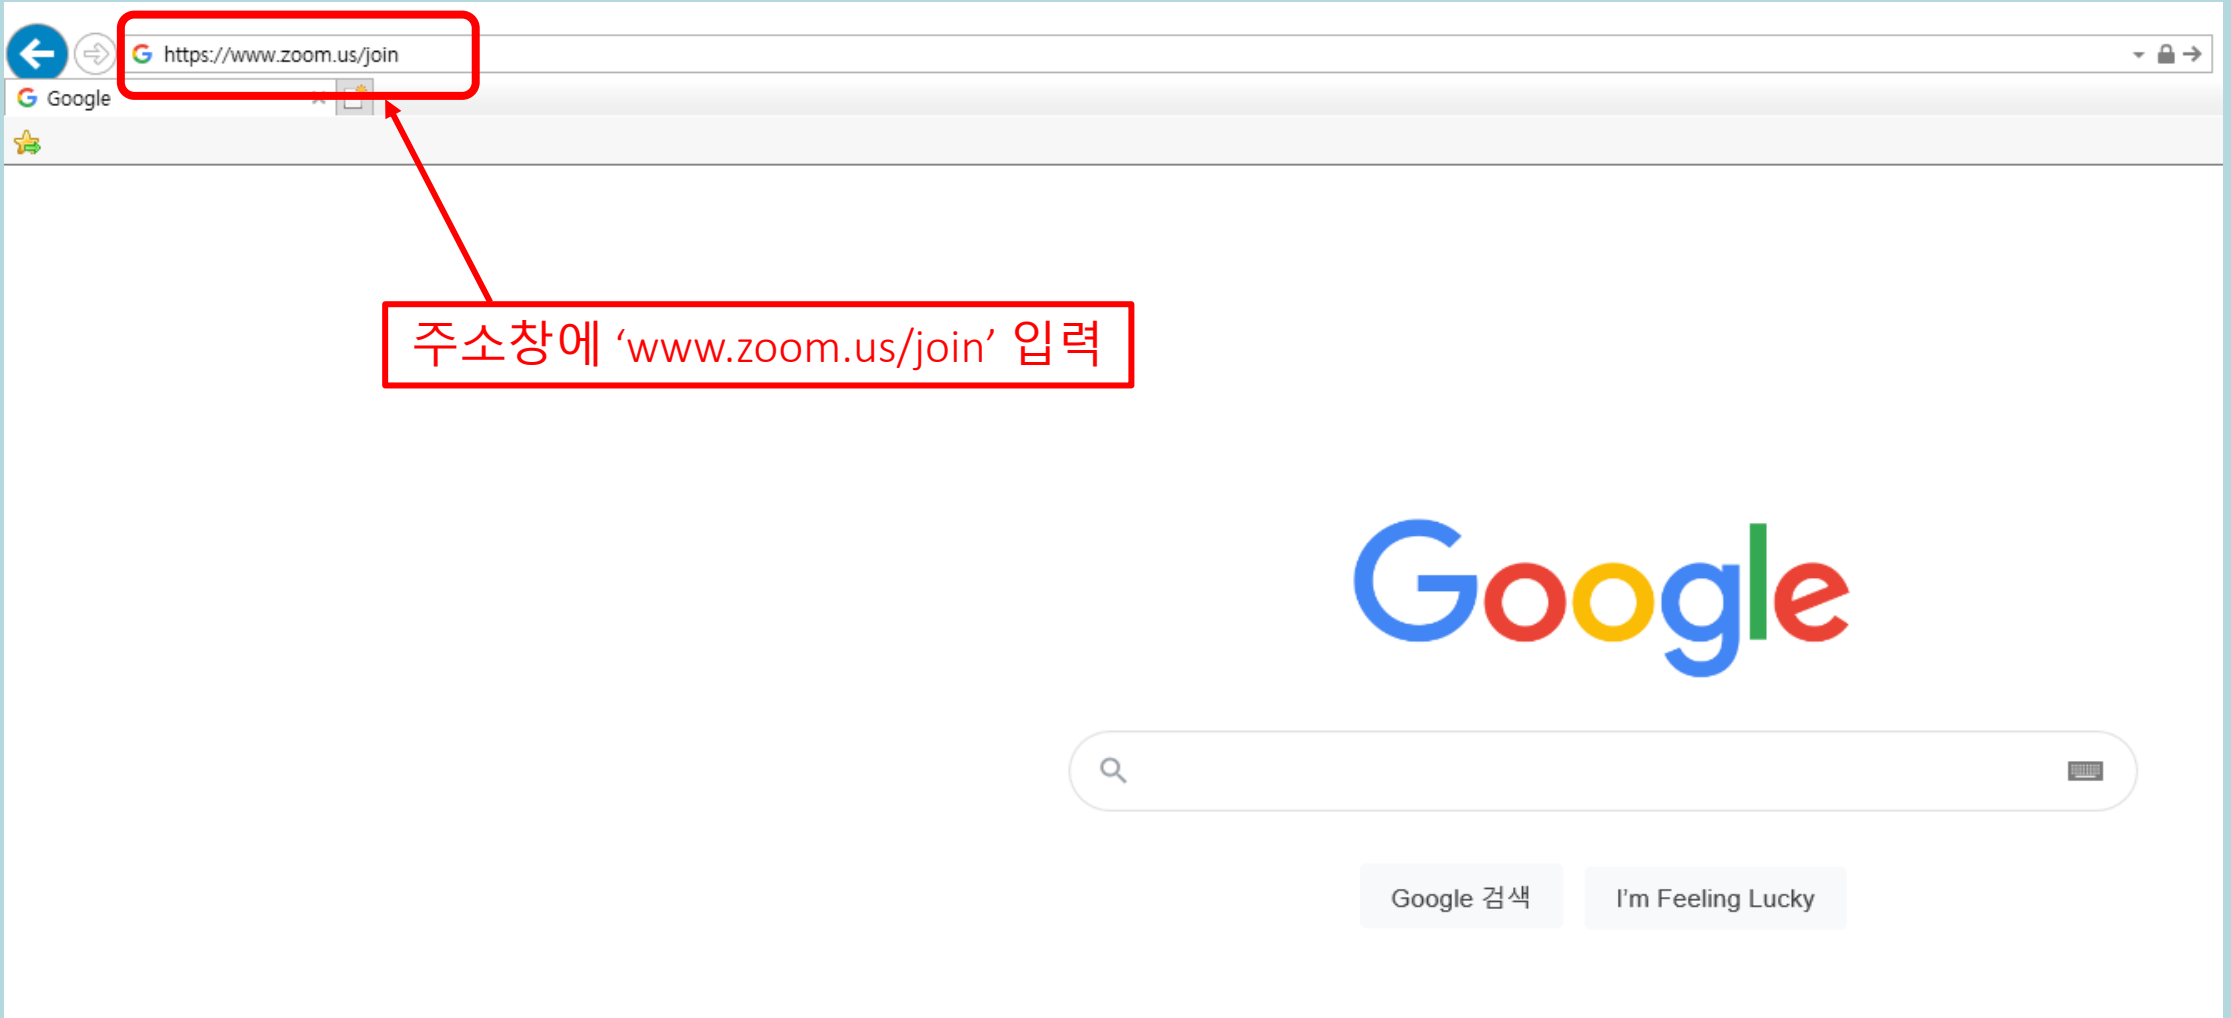 https://www.zoom.us/join
Google
주소창에 ‘www.zoom.us/join’ 입력
Google
Google 검색
I'm Feeling Lucky